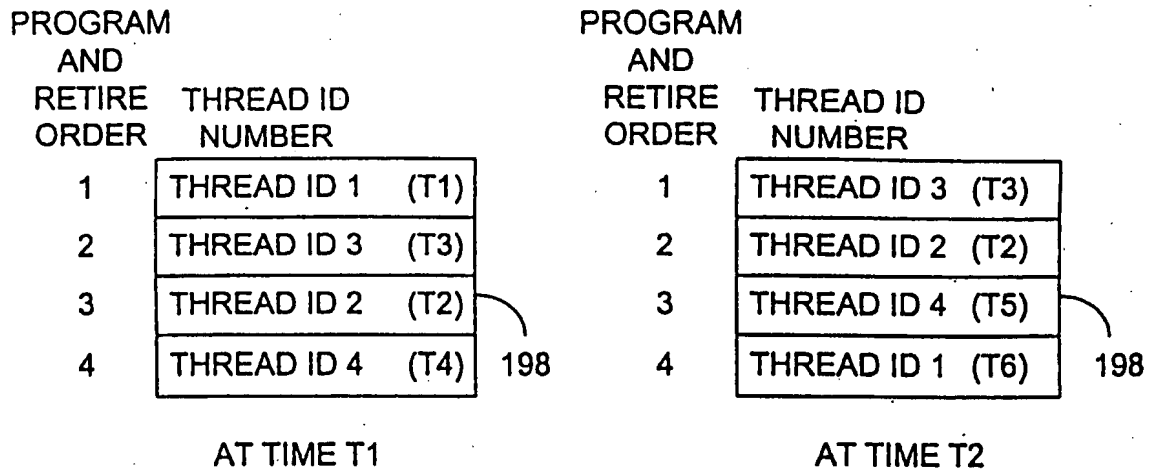 PROGRAM
AND
RETIRE THREAD ID
ORDER NUMBER
1 THREAD ID 1 (T1)
2 THREAD ID 3 (T3)
3 THREAD ID 2 (T2)
4 THREAD ID 4 (T4)
198
AT TIME T1
PROGRAM
AND
RETIRE THREAD ID
ORDER NUMBER
1 THREAD ID 3 (T3)
2 THREAD ID 2 (T2)
3 THREAD ID 4 (T5)
4 THREAD ID 1 (T6)
198
AT TIME T2